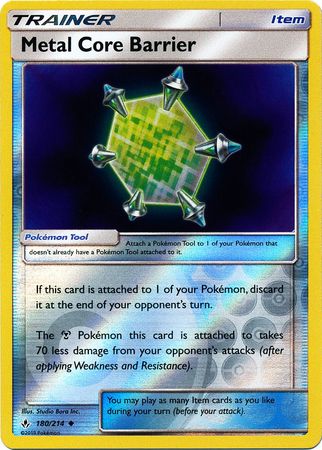 TRAINER Item
Metal Core Barrier
Pokémon Tool
Attach a Pokémon Tool to 1 of your Pokémon that
doesn't already have a Pokémon Tool attached to it.
If this card is attached to 1 of your Pokémon, discard
it at the end of your opponent's turn.
The Pokémon this card is attached to takes
70 less damage from your opponent's attacks (after
applying Weakness and Resistance).
You may play as many Item cards as you like
during your turn (before your attack).
Illus. Studio Bora Inc.
180/214
©2019 Pokémon